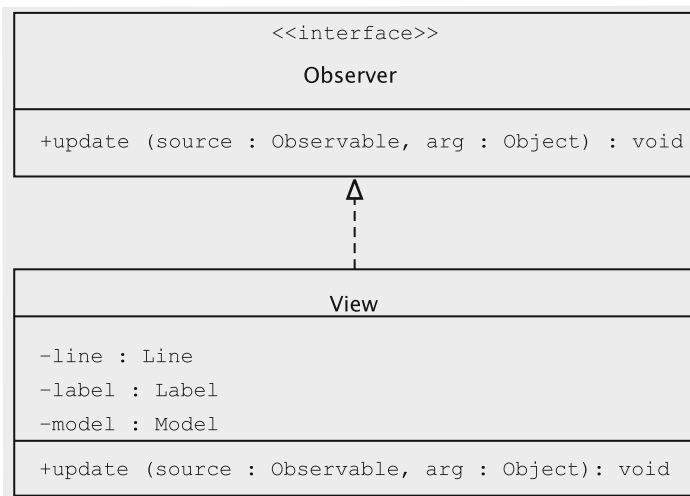 <<interface>>
Observer
+update (source : Observable, arg : Object) : void
View
-line : Line
-label : Label
-model : Model
+update (source : Observable, arg : Object): void